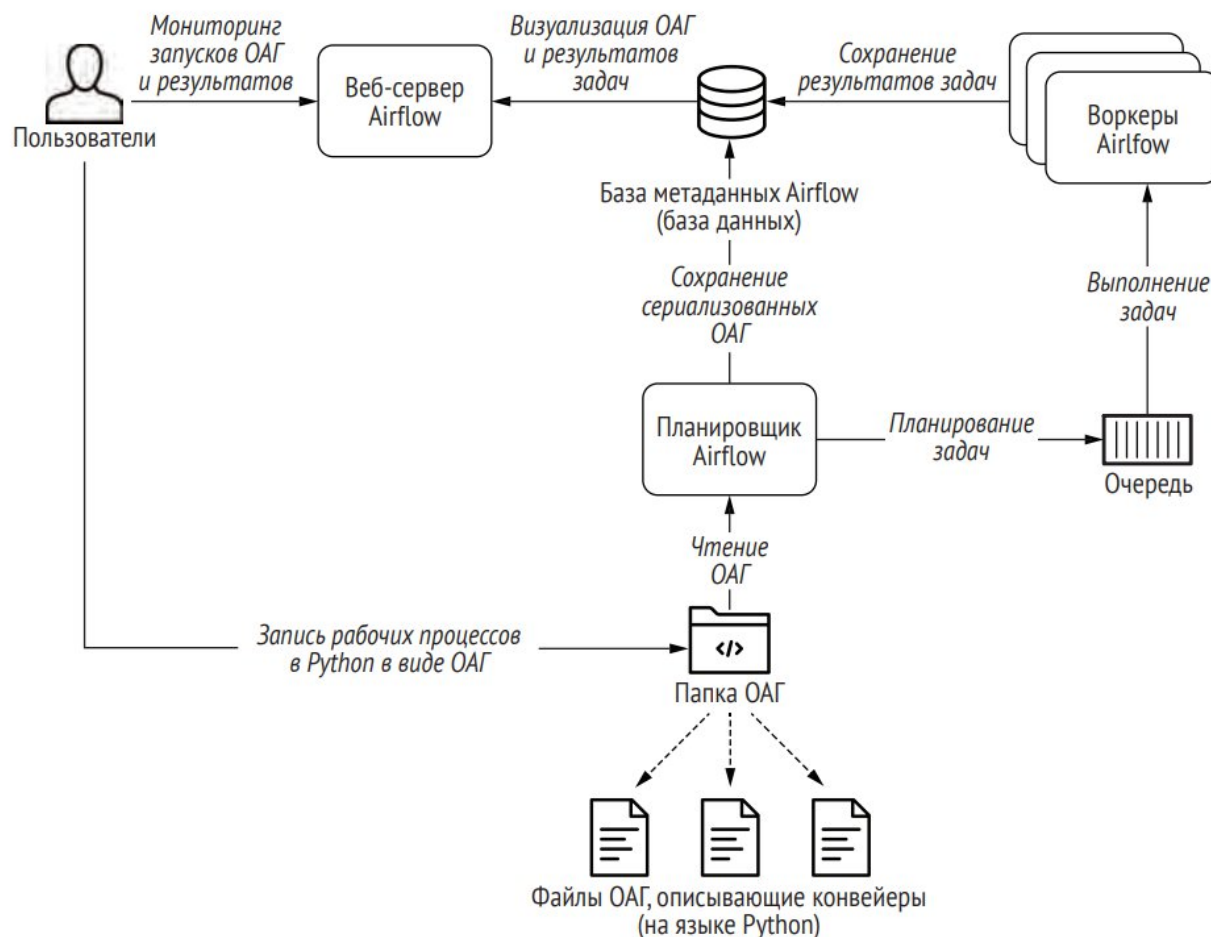 Мониторинг
запусков ОАГ
и результатов
Пользователи
Веб-сервер
Airflow
Визуализация ОАГ
и результатов
задач
Сохранение
результатов задач
Воркеры
Airlfow
База метаданных Airflow
(база данных)
Сохранение
сериализованных
ОАГ
Выполнение
задач
Планировщик
Airflow
Планирование
задач
Очередь
Чтение
ОАГ
Запись рабочих процессов
в Python в виде ОАГ
</>
Папка ОАГ
Файлы ОАГ, описывающие конвейеры
(на языке Python)